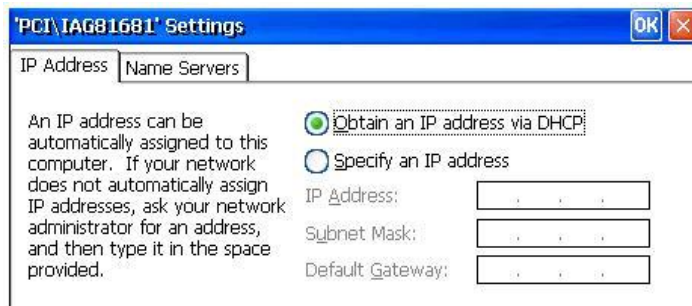 'PCI\IAG81681' Settings OK
IP Address Name Servers
An IP address can be
automatically assigned to this
computer. If your network
does not automatically assign
IP addresses, ask your network
administrator for an address,
and then type it in the space
provided.
Obtain an IP address via DHCP
Specify an IP address
IP Address:
Subnet Mask:
Default Gateway: